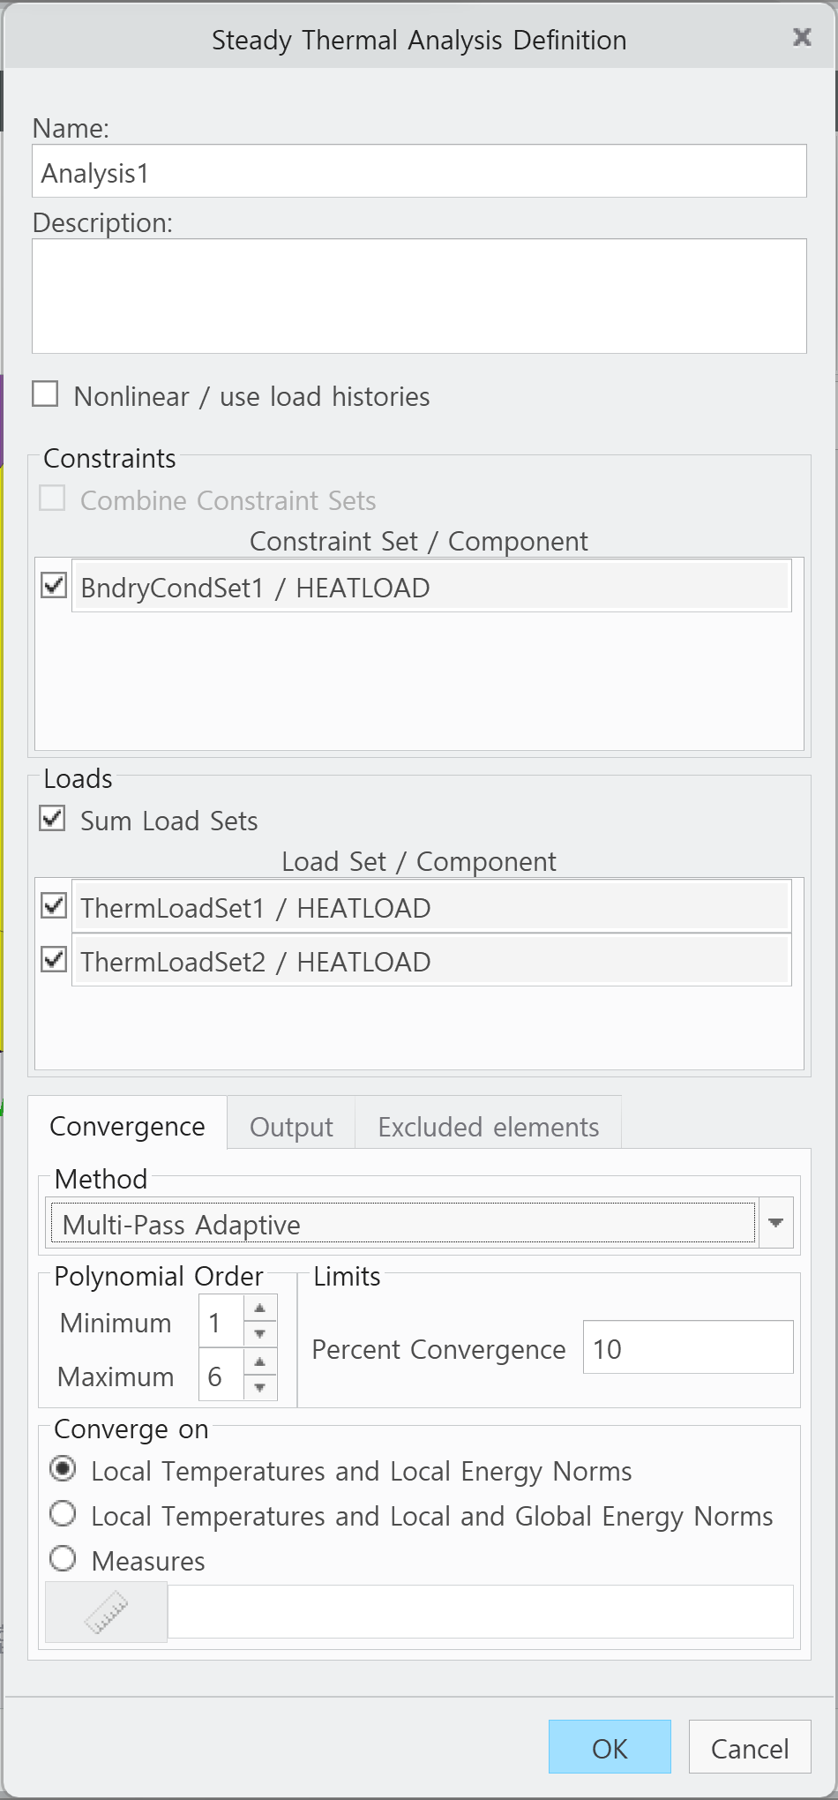 Steady Thermal Analysis Definition
Name:
Analysis1
Description:
Nonlinear / use load histories
Constraints
Combine Constraint Sets
Constraint Set / Component
BndryCondSet1 / HEATLOAD
Loads
Sum Load Sets
Load Set / Component
ThermLoadSet1 / HEATLOAD
ThermLoadSet2 / HEATLOAD
Convergence Output Excluded elements
Method
Multi-Pass Adaptive
Polynomial Order
Minimum 1
Maximum 6
Limits
Percent Convergence 10
Converge on
Local Temperatures and Local Energy Norms
Local Temperatures and Local and Global Energy Norms
Measures
OK Cancel